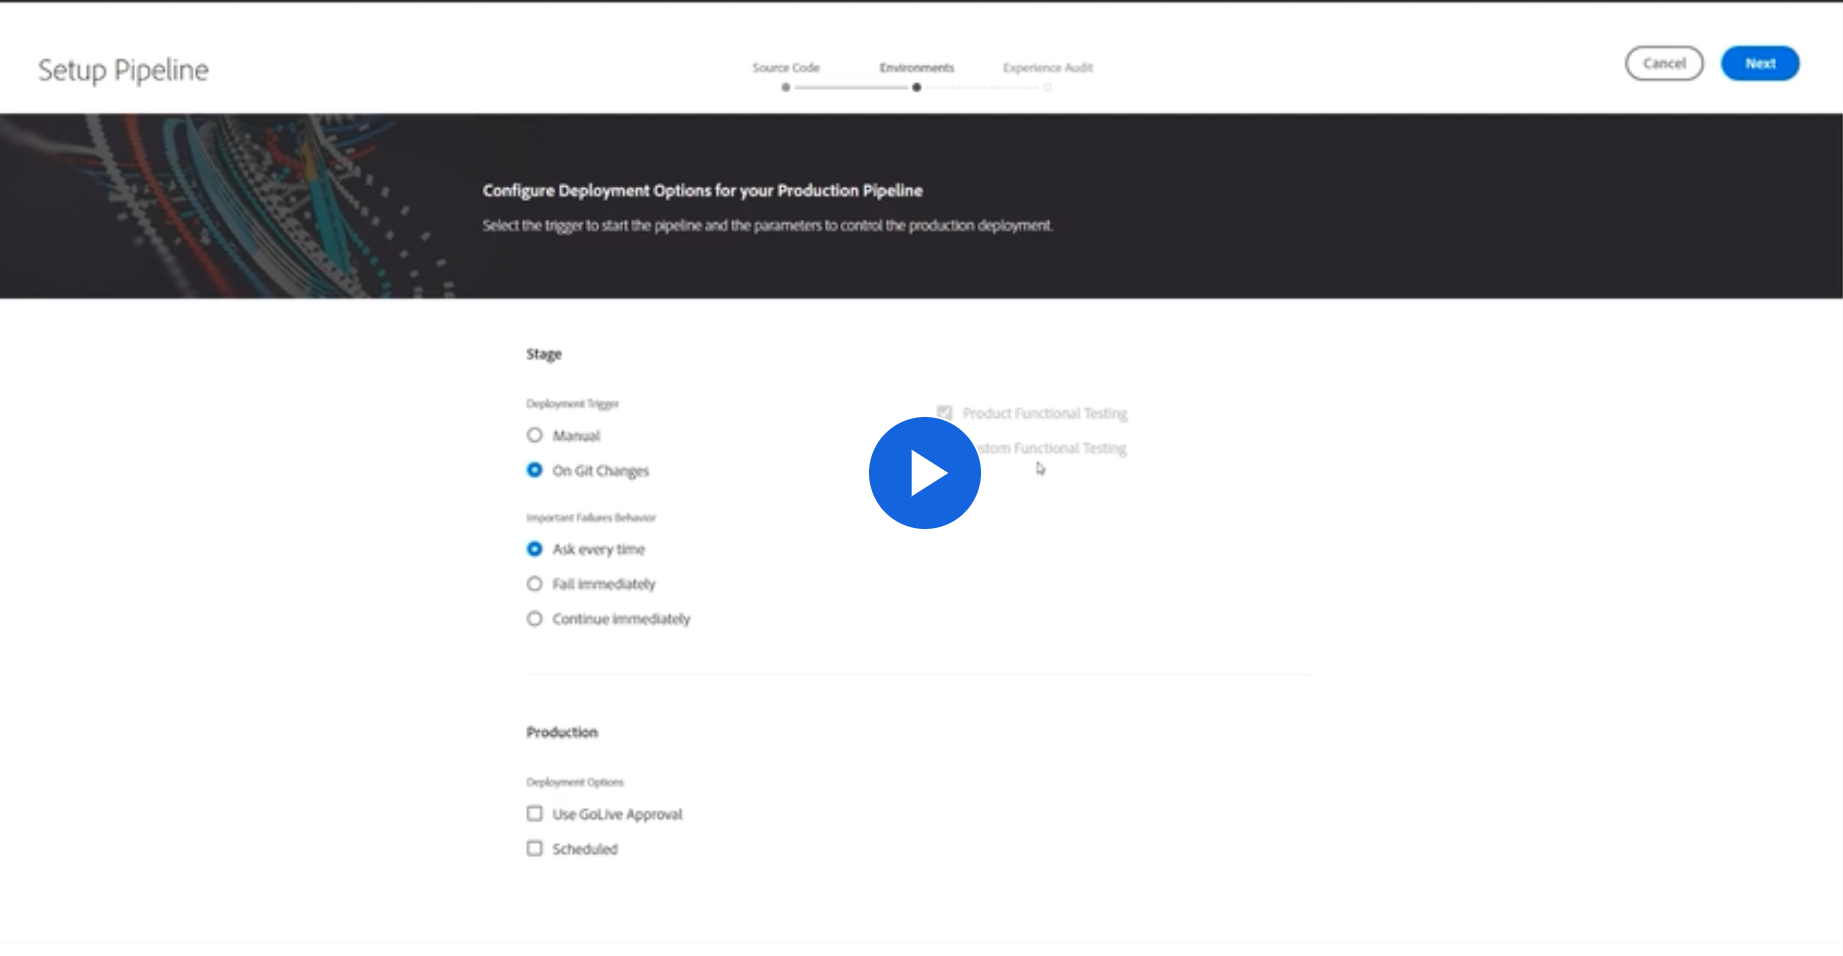 Setup Pipeline
Source Code
Environments
Experience Audit
Cancel
Next
Configure Deployment Options for your Production Pipeline
Select the trigger to start the pipeline and the parameters to control the production deployment.
Stage
Deployment Trigger
Manual
On Git Changes
Product Functional Testing
stom Functional Testing
Important Failures Behavior
Ask every time
Fail immediately
Continue immediately
Production
Deployment Options
Use GoLive Approval
Scheduled